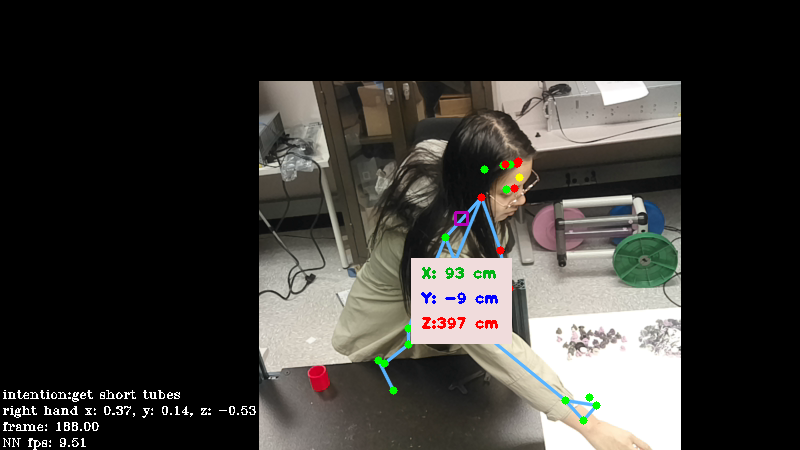 X: 93 cm
Y: -9 cm
Z:397 cm
intention:get short tubes
right hand x: 0.37, y: 0.14, z: -0.53
frame: 188.00
NN fps: 9.51